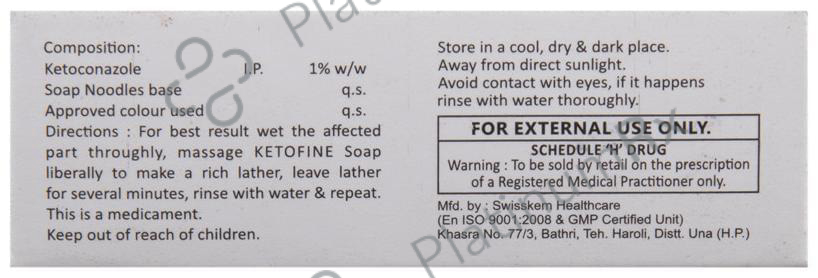 Composition:
Ketoconazole I.P. 1% w/w
Soap Noodles base q.s.
Approved colour used q.s.
Directions : For best result wet the affected
part throughly, massage KETOFINE Soap
liberally to make a rich lather, leave lather
for several minutes, rinse with water & repeat.
This is a medicament.
Keep out of reach of children.
Store in a cool, dry & dark place.
Away from direct sunlight.
Avoid contact with eyes, if it happens
rinse with water thoroughly.
FOR EXTERNAL USE ONLY.
SCHEDULE 'H' DRUG
Warning : To be sold by retail on the prescription
of a Registered Medical Practitioner only.
Mfd. by : Swisskem Healthcare
(En ISO 9001:2008 & GMP Certified Unit)
Khasra No. 77/3, Bathri, Teh. Haroli, Distt. Una (H.P.)
PlatinumRx